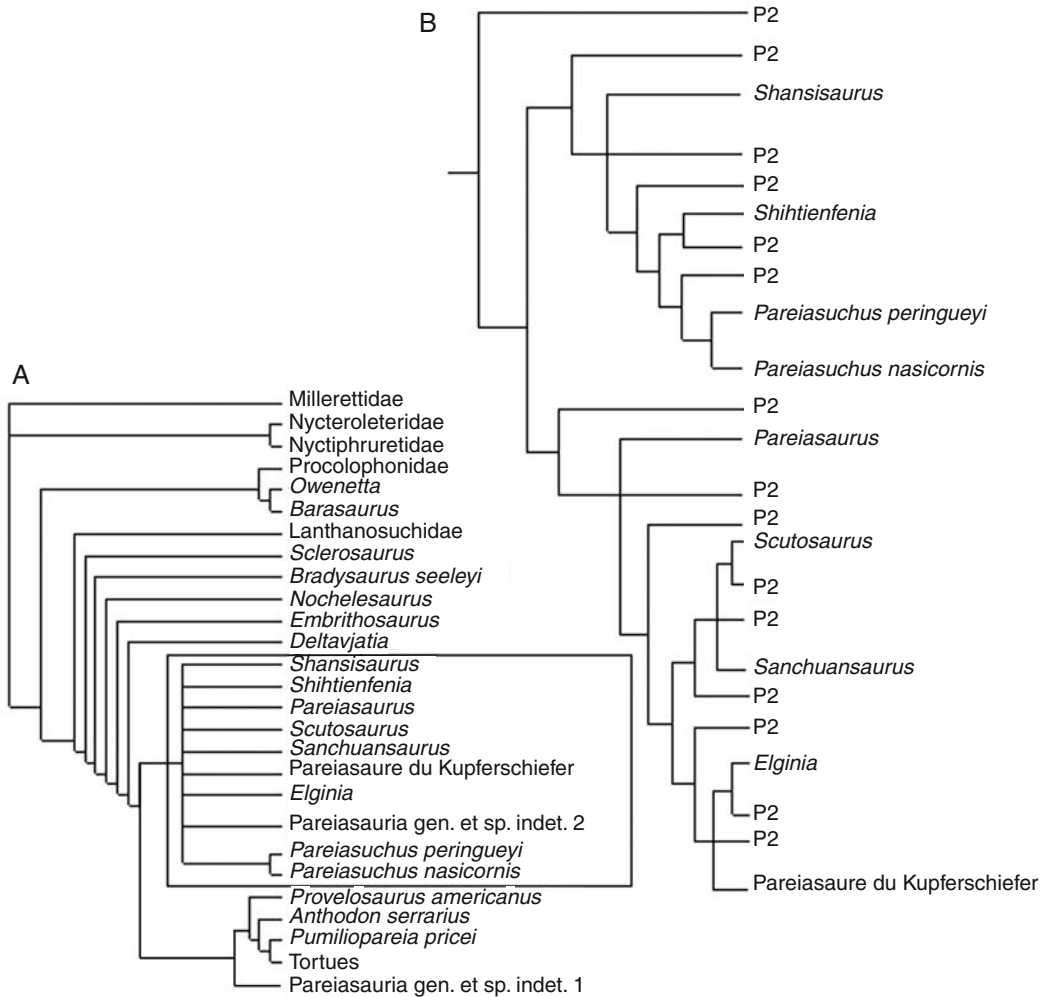 B
P2
P2
Shansisaurus
P2
P2
Shihtienfenia
P2
P2
Pareiasuchus peringueyi
Pareiasuchus nasicornis
P2
Pareiasaurus
P2
P2
Scutosaurus
P2
P2
Sanchuansaurus
P2
P2
Elginia
P2
P2
Pareiasaure du Kupferschiefer
A
Millerettidae
Nycteroleteridae
Nyctiphruretidae
Procolophonidae
Owenetta
Barasaurus
Lanthanosuchidae
Sclerosaurus
Bradysaurus seeleyi
Nochelesaurus
Embrithosaurus
Deltavjatia
Shansisaurus
Shihtienfenia
Pareiasaurus
Scutosaurus
Sanchuansaurus
Pareiasaure du Kupferschiefer
Elginia
Pareiasauria gen. et sp. indet. 2
Pareiasuchus peringueyi
Pareiasuchus nasicornis
Provelosaurus americanus
Anthodon serrarius
Pumiliopareia pricei
Tortues
Pareiasauria gen. et sp. indet. 1